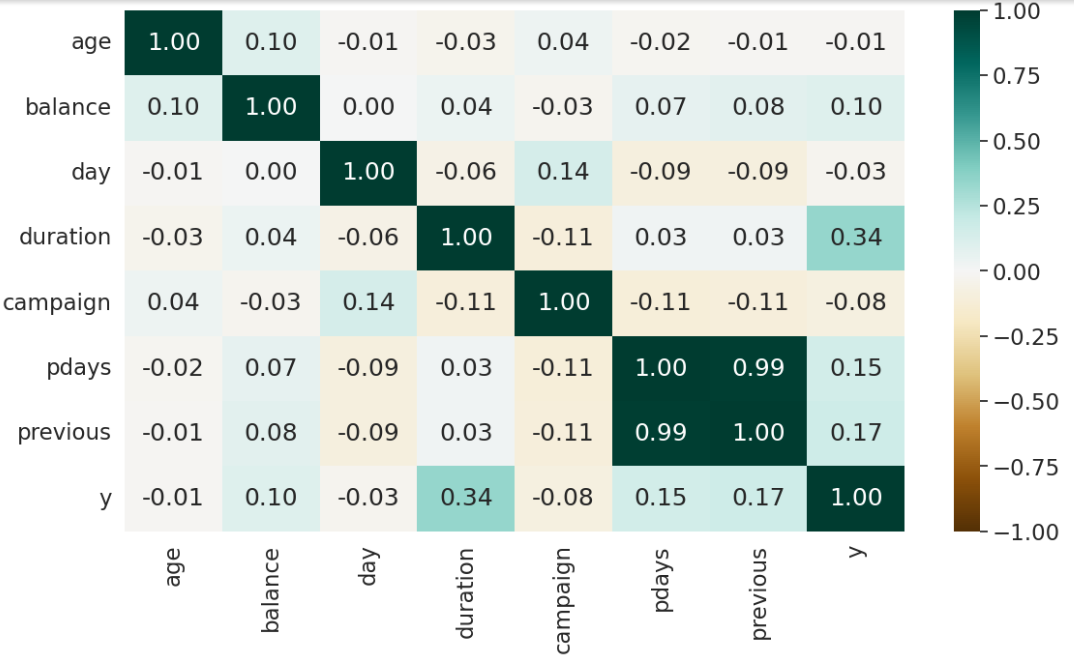 age 1.00 0.10 -0.01 -0.03 0.04 -0.02 -0.01 -0.01
balance 0.10 1.00 0.00 0.04 -0.03 0.07 0.08 0.10
day -0.01 0.00 1.00 -0.06 0.14 -0.09 -0.09 -0.03
duration -0.03 0.04 -0.06 1.00 -0.11 0.03 0.03 0.34
campaign 0.04 -0.03 0.14 -0.11 1.00 -0.11 -0.11 -0.08
pdays -0.02 0.07 -0.09 0.03 -0.11 1.00 0.99 0.15
previous -0.01 0.08 -0.09 0.03 -0.11 0.99 1.00 0.17
y -0.01 0.10 -0.03 0.34 -0.08 0.15 0.17 1.00
age balance day duration campaign pdays previous y
1.00
0.75
0.50
0.25
0.00
−0.25
−0.50
−0.75
−1.00